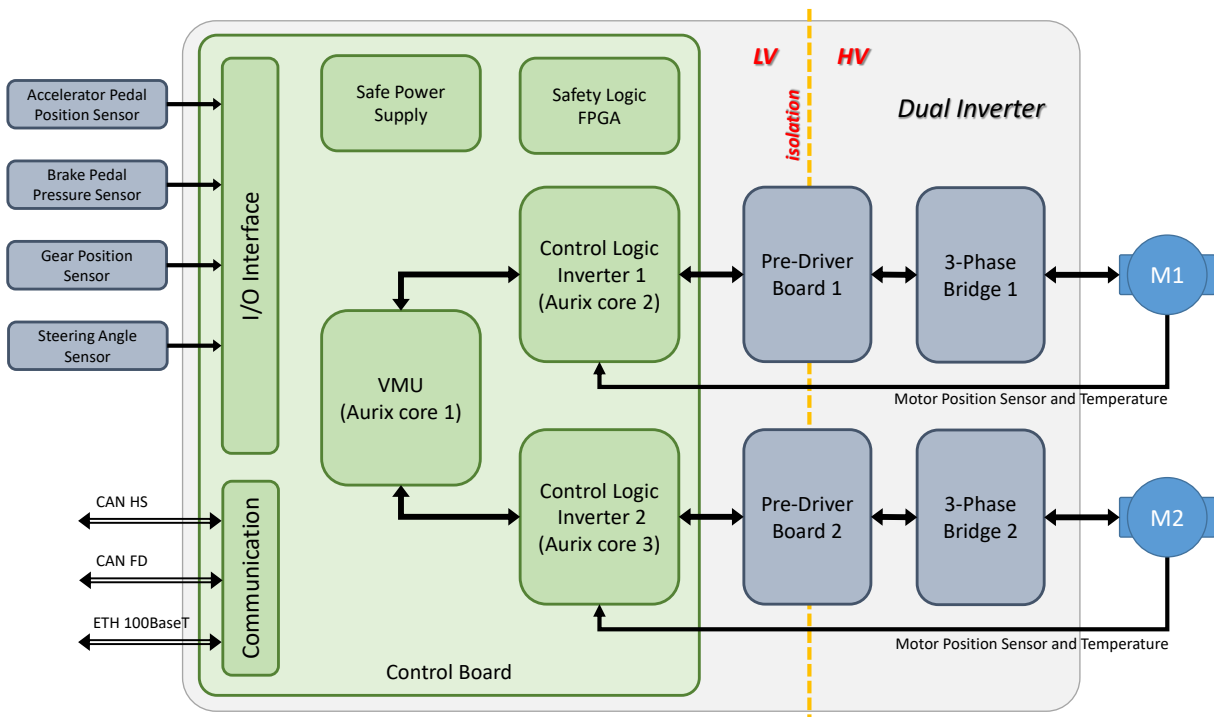 LV
HV
isolation
Dual Inverter
Accelerator Pedal
Position Sensor
Brake Pedal
Pressure Sensor
Gear Position
Sensor
Steering Angle
Sensor
I/O Interface
Safe Power
Supply
Safety Logic
FPGA
Control Logic
Inverter 1
(Aurix core 2)
Pre-Driver
Board 1
3-Phase
Bridge 1
M1
Motor Position Sensor and Temperature
VMU
(Aurix core 1)
Control Logic
Inverter 2
(Aurix core 3)
Pre-Driver
Board 2
3-Phase
Bridge 2
M2
Motor Position Sensor and Temperature
CAN HS
CAN FD
ETH 100BaseT
Communication
Control Board